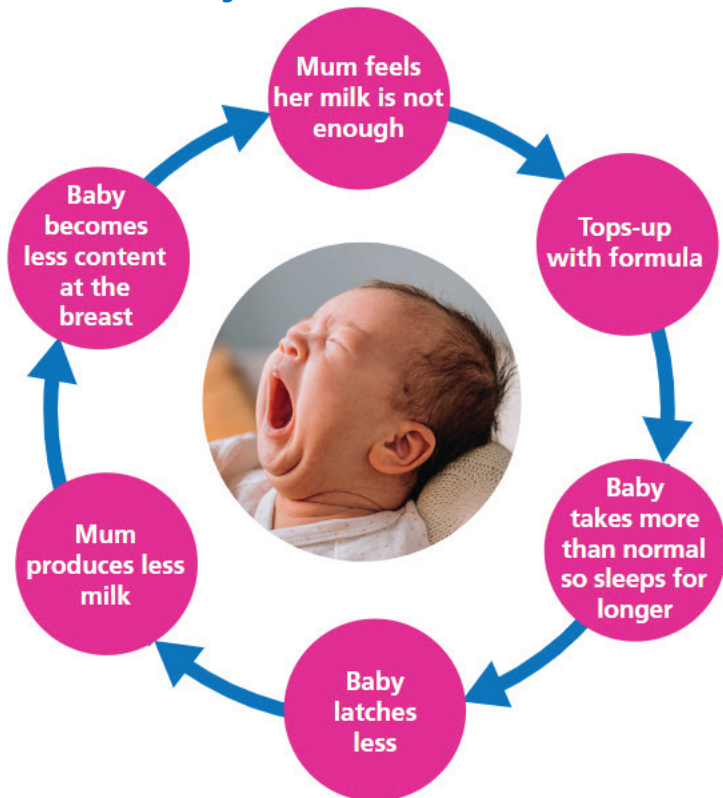 Mum feels
her milk is not
enough
Tops-up
with formula
Baby
takes more
than normal
so sleeps for
longer
Baby
latches
less
Mum
produces less
milk
Baby
becomes
less content
at the
breast